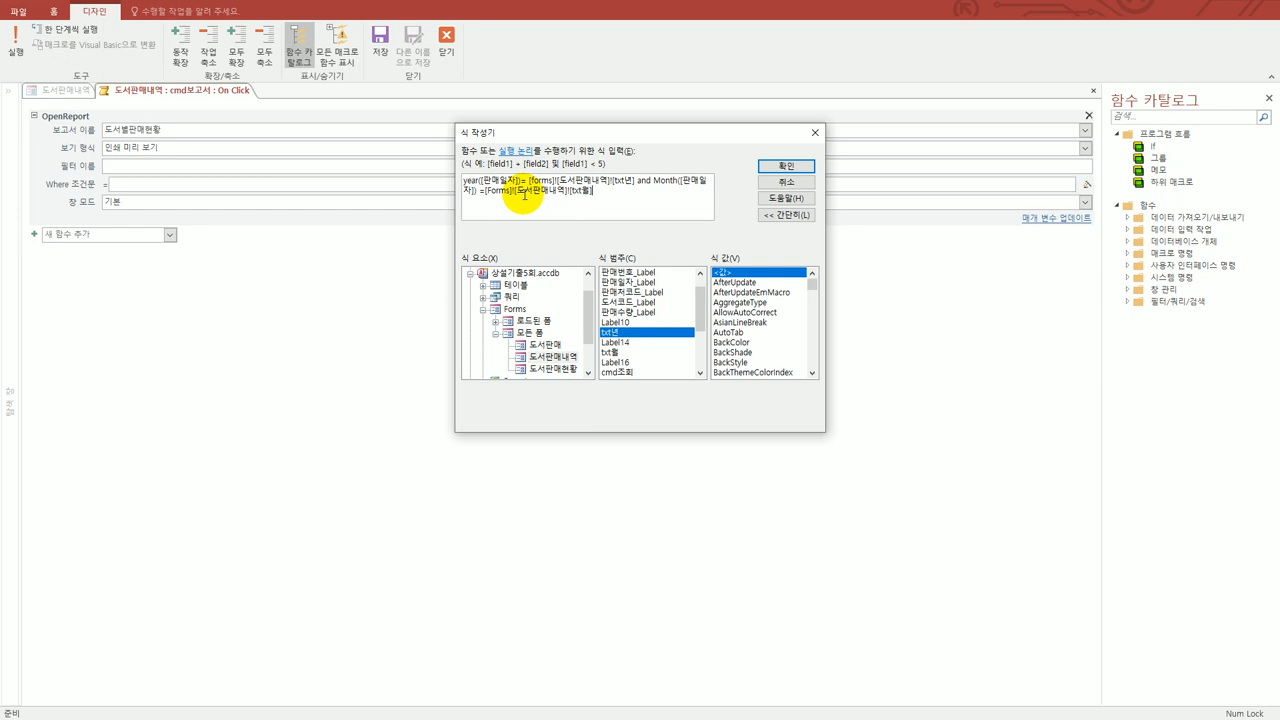 파일 홈 디자인 수행할 작업을 알려 주세요.
실행
한 단계씩 실행
매크로를 Visual Basic으로 변환
도구
동작 확장
작업 축소
모두 확장
모두 축소
확장/축소
함수 카탈로그
모든 매크로 함수 표시
표시/숨기기
저장
다른 이름으로 저장
닫기
닫기
도서판매내역
도서판매내역 : cmd보고서 : On Click
OpenReport
보고서 이름 도서별판매현황
보기 형식 인쇄 미리 보기
필터 이름
Where 조건문 =
창 모드 기본
매개 변수 업데이트
새 함수 추가
식 작성기
함수 또는 실행 논리를 수행하기 위한 식 입력(E):
(식 예: [field1] + [field2] 및 [field1] < 5)
year([판매일자])= [forms]![도서판매내역]![txt년] and Month([판매일
자]) =[Forms]![도서판매내역]![txt월]
확인
취소
도움말(H)
<< 간단히(L)
식 요소(X)
상설기출5회.accdb
테이블
쿼리
Forms
로드된 폼
모든 폼
도서판매
도서판매내역
도서판매현황
식 범주(C)
판매번호_Label
판매일자_Label
판매처코드_Label
도서코드_Label
판매수량_Label
Label10
txt년
Label14
txt월
Label16
cmd조회
식 값(V)
<값>
AfterUpdate
AfterUpdateEmMacro
AggregateType
AllowAutoCorrect
AsianLineBreak
AutoTab
BackColor
BackShade
BackStyle
BackThemeColorIndex
함수 카탈로그
검색...
프로그램 흐름
If
그룹
메모
하위 매크로
함수
데이터 가져오기/내보내기
데이터 입력 작업
데이터베이스 개체
매크로 명령
사용자 인터페이스 명령
시스템 명령
창 관리
필터/쿼리/검색
탐색 창
준비
Num Lock